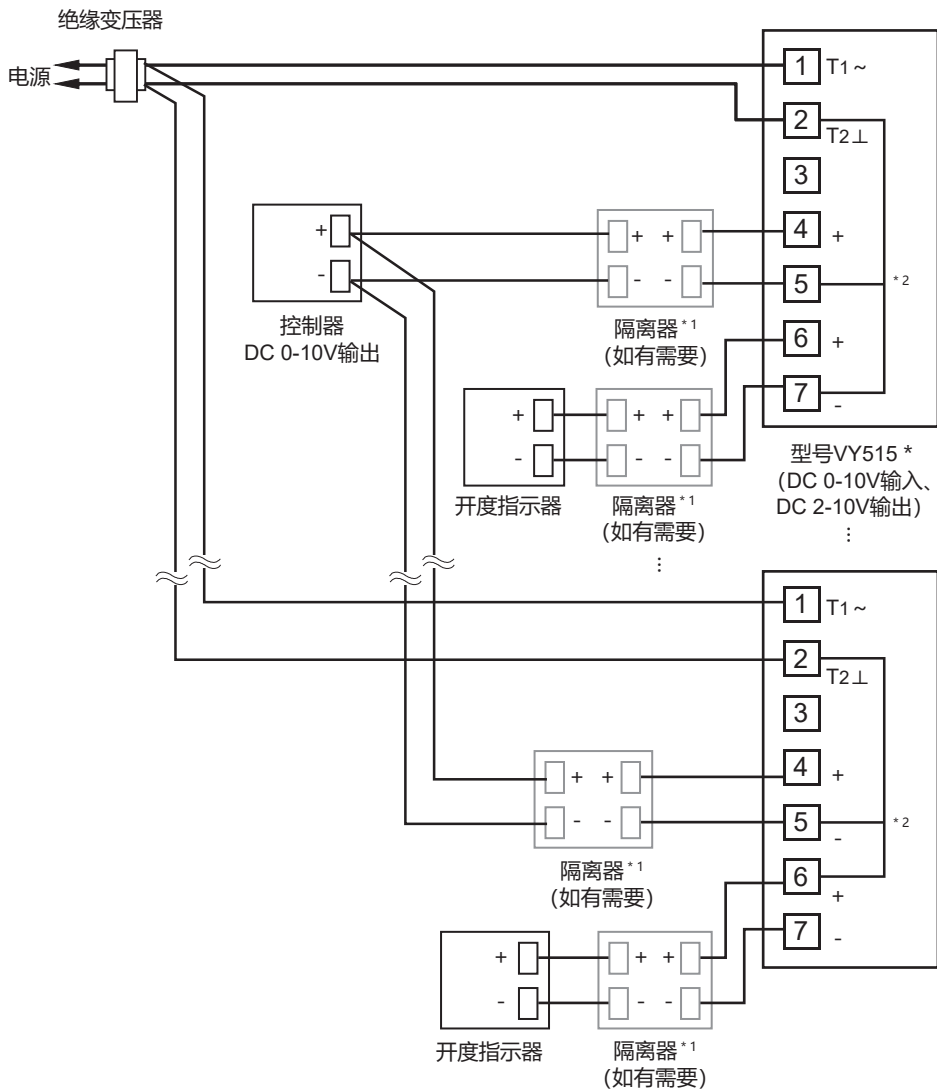 绝缘变压器
电源
1 T1~
2 T2⊥
3
4 +
5 *2
6 +
7 -
+
-
控制器
DC 0-10V输出
+ +
- -
隔离器*1
(如有需要)
+
-
开度指示器
+ +
- -
隔离器*1
(如有需要)
⋮
型号VY515 *
(DC 0-10V输入、
DC 2-10V输出)
⋮
1 T1~
2 T2⊥
3
4 +
5 - *2
6 +
7 -
+ +
- -
隔离器*1
(如有需要)
+
-
开度指示器
+ +
- -
隔离器*1
(如有需要)